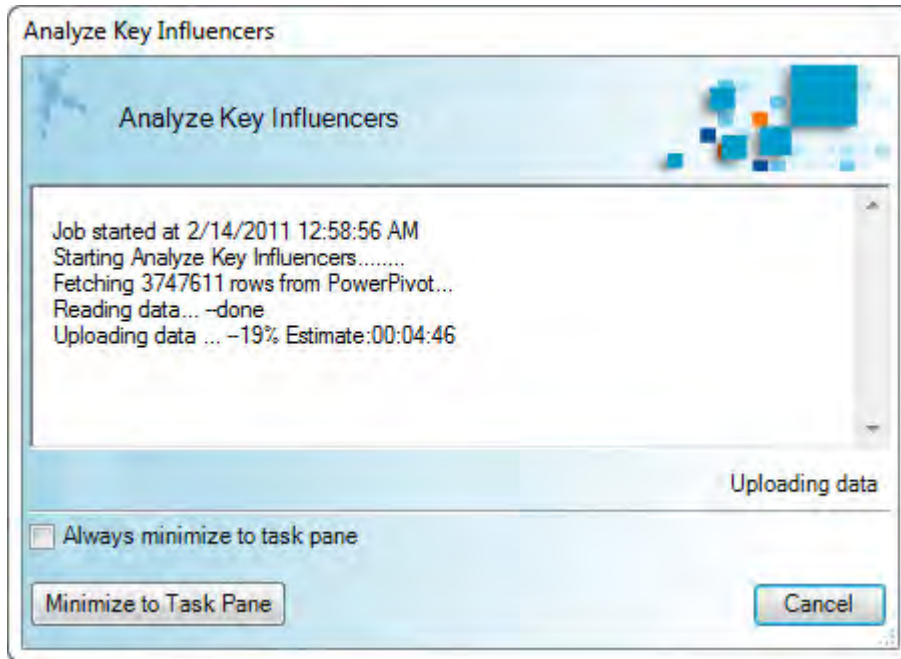 Analyze Key Influencers
Analyze Key Influencers
Job started at 2/14/2011 12:58:56 AM
Starting Analyze Key Influencers........
Fetching 3747611 rows from PowerPivot...
Reading data... --done
Uploading data ... --19% Estimate:00:04:46
Uploading data
Always minimize to task pane
Minimize to Task Pane
Cancel